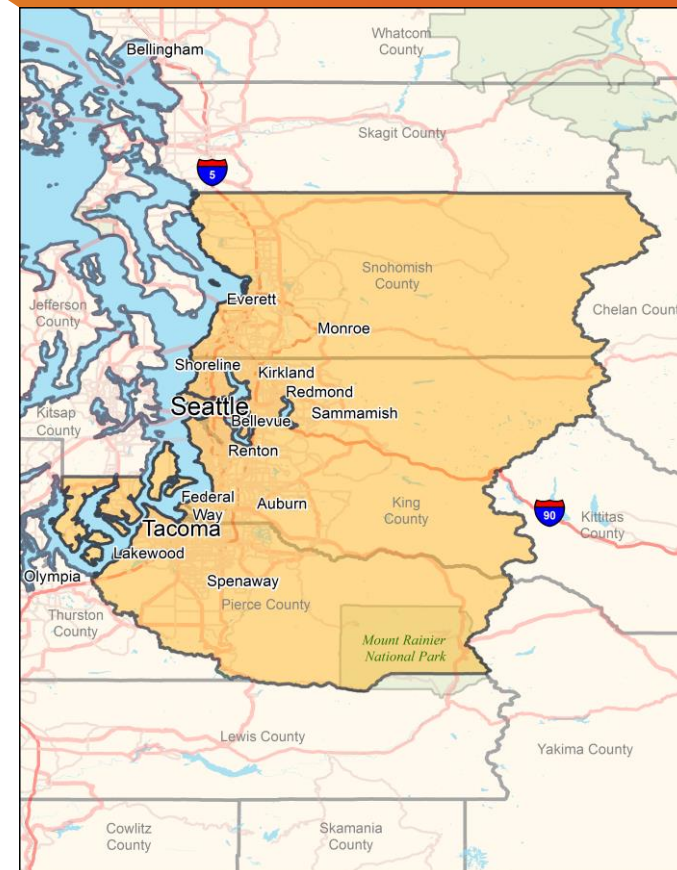 Whatcom
County
Bellingham
Skagit County
5
Snohomish
County
Everett
Chelan Count
Jefferson
County
Monroe
Shoreline
Kirkland
Redmond
Seattle
Sammamish
Kitsap
County
Bellevue
Renton
Federal
Way
Auburn
King
County
90
Kittitas
County
Tacoma
Lakewood
Olympia
Spenaway
Pierce County
Thurston
County
Mount Rainier
National Park
Lewis County
Yakima County
Cowlitz
County
Skamania
County